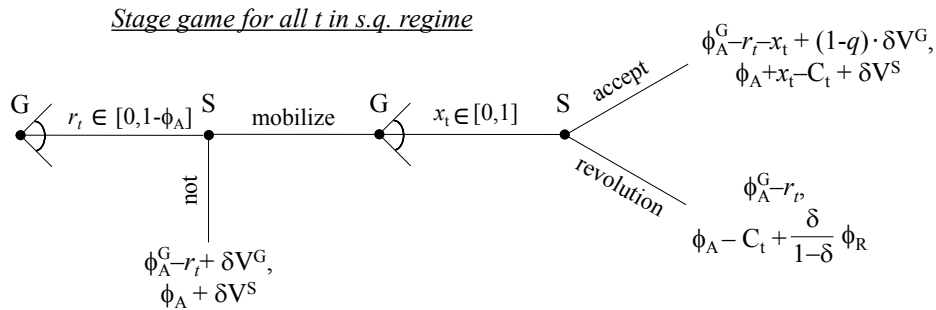 Stage game for all t in s.q. regime
G
r_t ∈ [0,1-ϕ_A]
S
mobilize
G
x_t ∈ [0,1]
S
accept
ϕ_A^G–r_t–x_t + (1-q)·δV^G,
ϕ_A+x_t–C_t + δV^S
not
ϕ_A^G–r_t+ δV^G,
ϕ_A + δV^S
revolution
ϕ_A^G–r_t,
ϕ_A– C_t + δ/(1–δ) ϕ_R